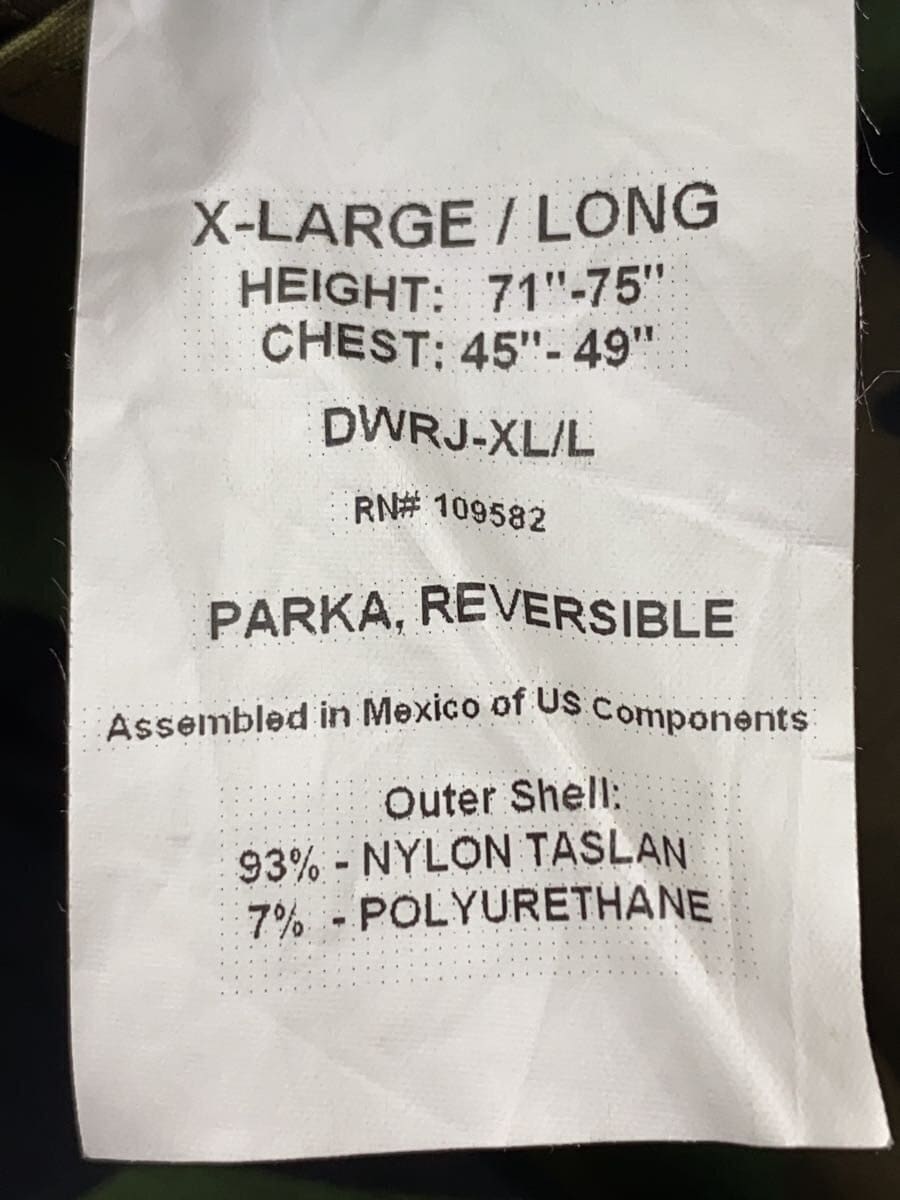 X-LARGE / LONG
HEIGHT: 71"-75"
CHEST: 45"- 49"
DWRJ-XL/L
RN# 109582
PARKA, REVERSIBLE
Assembled in Mexico of US Components
Outer Shell:
93% - NYLON TASLAN
7% - POLYURETHANE